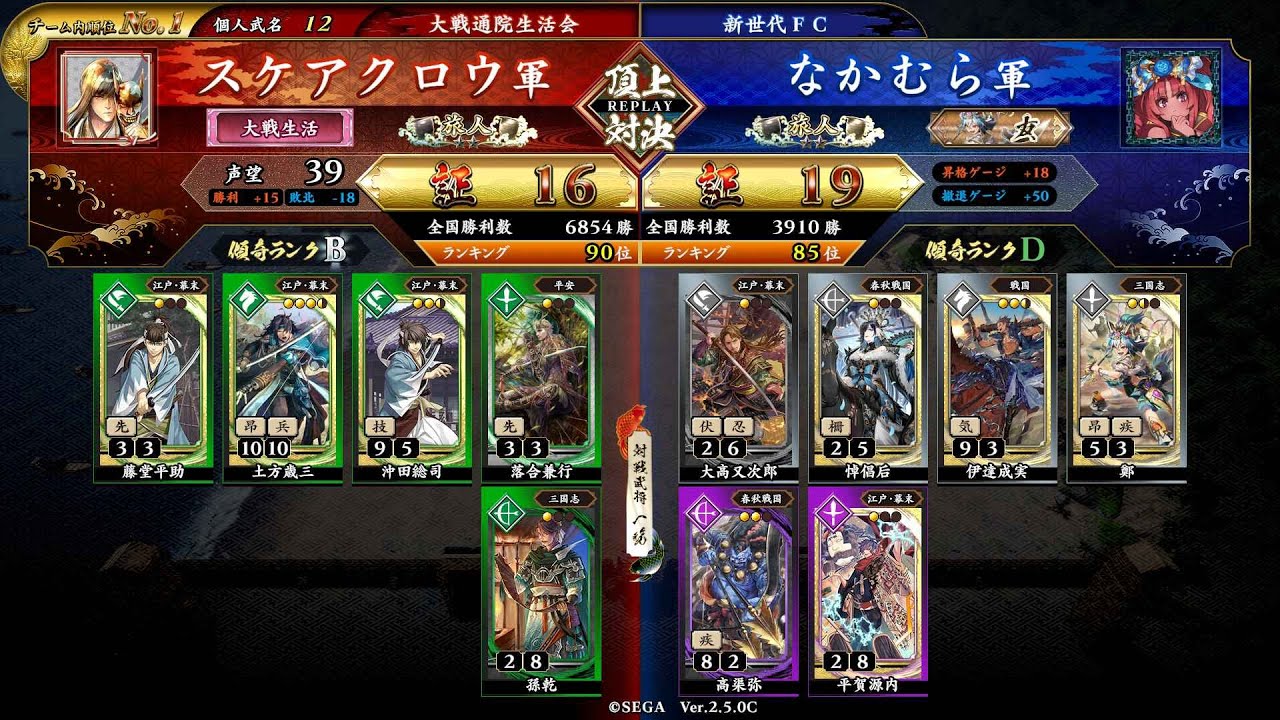 チーム内順位 No.1 個人武名 12 大戦通院生活会 新世代FC
スケアクロウ軍 頂上 REPLAY 対決 なかむら軍
大戦生活 旅人 旅人
声望 39 証 16 証 19 昇格ゲージ +18
勝利 +15 敗北 -18 撤退ゲージ +50
全国勝利数 6854勝 全国勝利数 3910勝
傾奇ランクB ランキング 90位 ランキング 85位 傾奇ランクD
江戸・幕末 江戸・幕末 江戸・幕末 平安 江戸・幕末 春秋戦国 戦国 三国志
先 昂 兵 技 先 伏 忍 柵 気 昂 疾
3 3 10 10 9 5 3 3 2 6 2 5 9 3 5 3
藤堂平助 土方歳三 沖田総司 落合兼行 大高又次郎 悼倡后 伊達成実 鄭
対戦武将一覧
三国志 春秋戦国 江戸・幕末
疾
2 8 8 2 2 8
孫乾 高渠弥 平賀源内
©SEGA Ver.2.5.0C